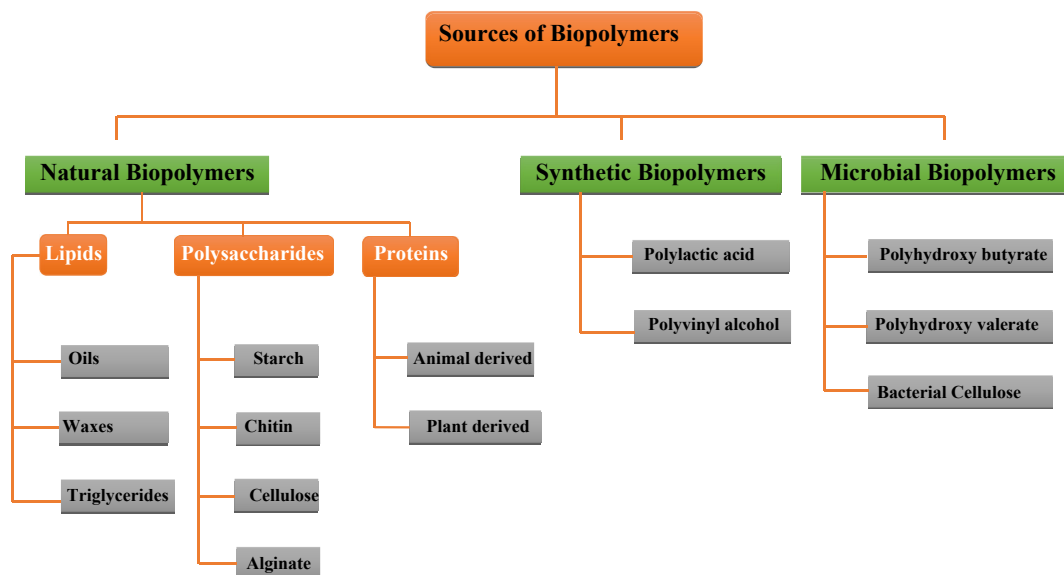 Sources of Biopolymers
Natural Biopolymers
Synthetic Biopolymers
Microbial Biopolymers
Lipids
Polysaccharides
Proteins
Oils
Waxes
Triglycerides
Starch
Chitin
Cellulose
Alginate
Animal derived
Plant derived
Polylactic acid
Polyvinyl alcohol
Polyhydroxy butyrate
Polyhydroxy valerate
Bacterial Cellulose